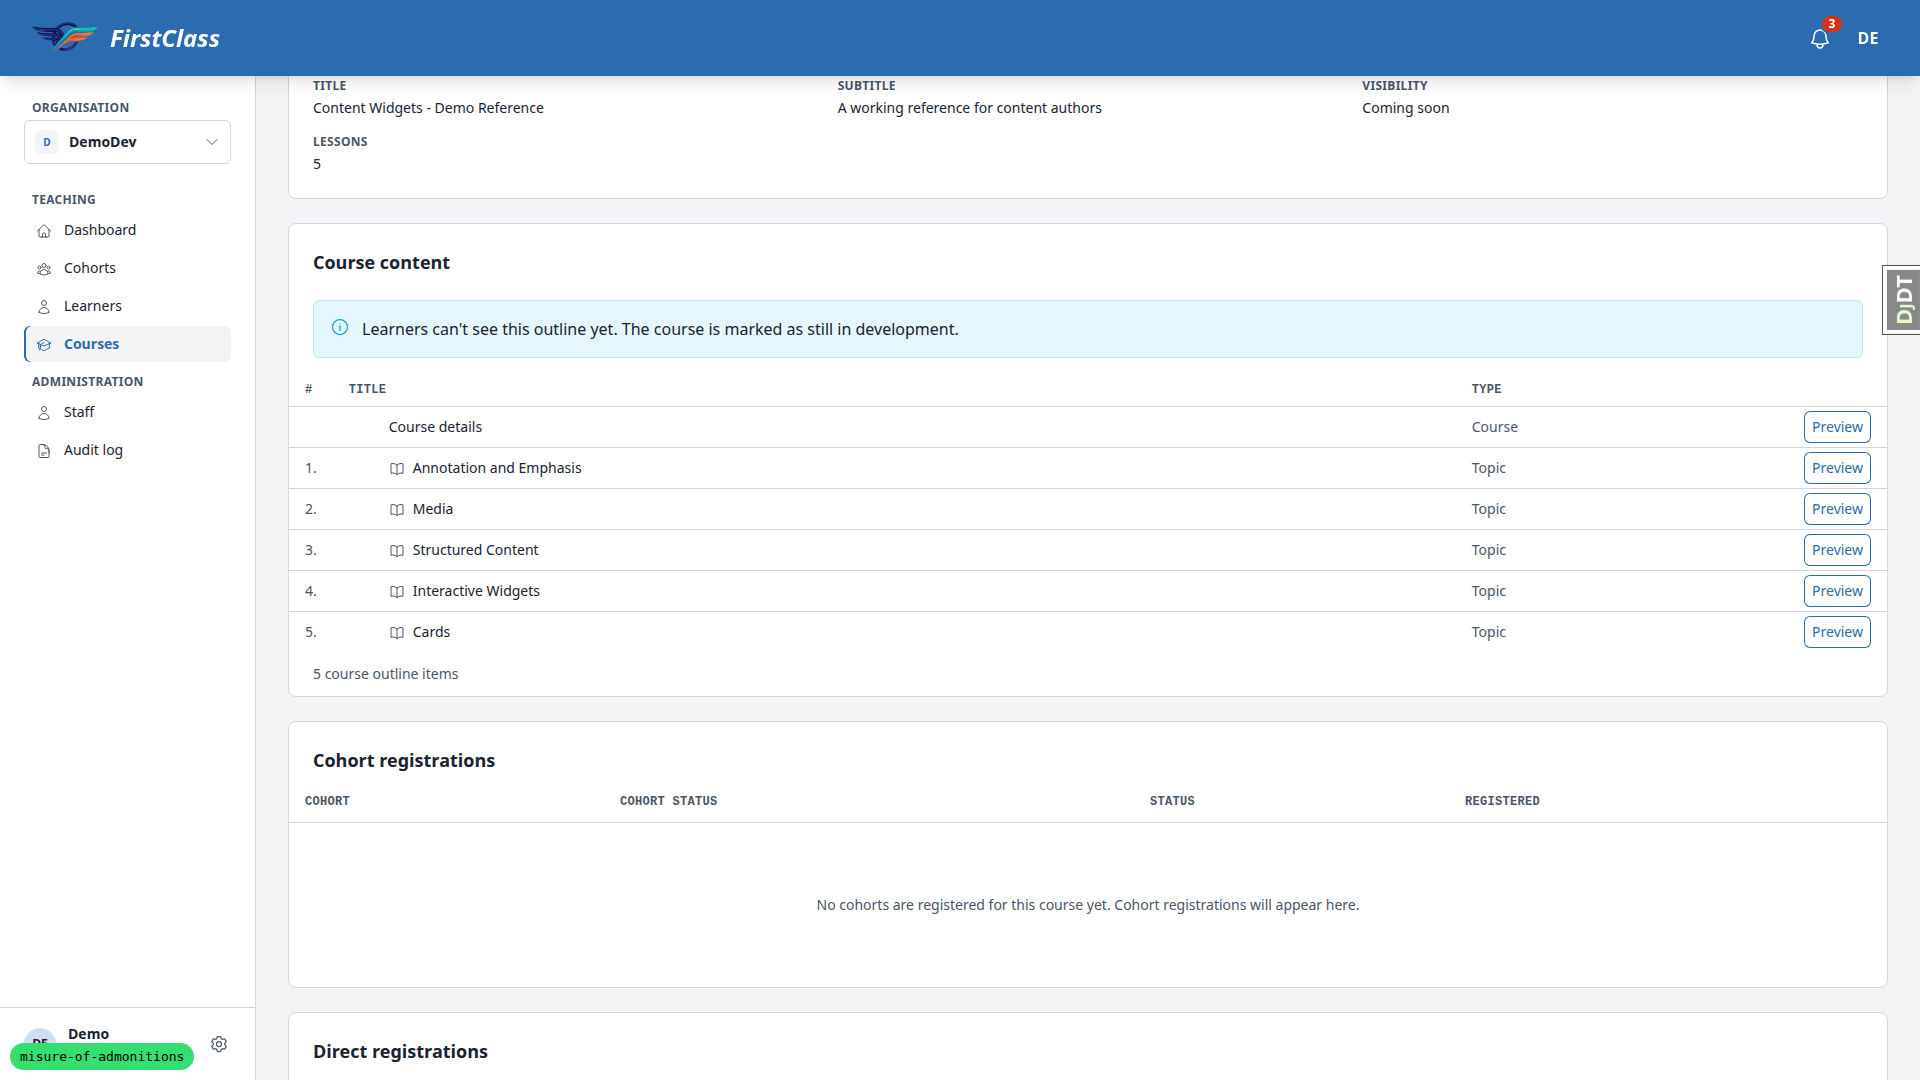 FirstClass
3
DE
ORGANISATION
D DemoDev
TEACHING
Dashboard
Cohorts
Learners
Courses
ADMINISTRATION
Staff
Audit log
Demo
misure-of-admonitions
TITLE
Content Widgets - Demo Reference
SUBTITLE
A working reference for content authors
VISIBILITY
Coming soon
LESSONS
5
Course content
Learners can't see this outline yet. The course is marked as still in development.
# TITLE TYPE
Course details Course Preview
1. Annotation and Emphasis Topic Preview
2. Media Topic Preview
3. Structured Content Topic Preview
4. Interactive Widgets Topic Preview
5. Cards Topic Preview
5 course outline items
Cohort registrations
COHORT COHORT STATUS STATUS REGISTERED
No cohorts are registered for this course yet. Cohort registrations will appear here.
Direct registrations
DjDT